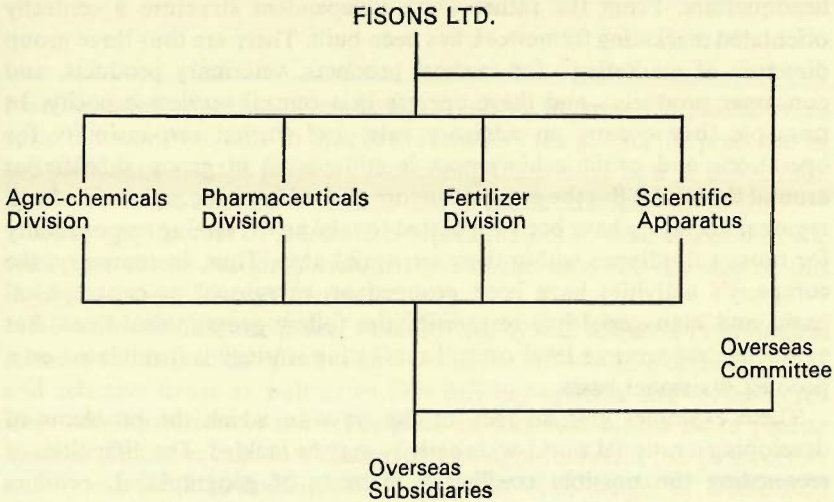 FISONS LTD.
Agro-chemicals
Division
Pharmaceuticals
Division
Fertilizer
Division
Scientific
Apparatus
Overseas
Committee
Overseas
Subsidiaries